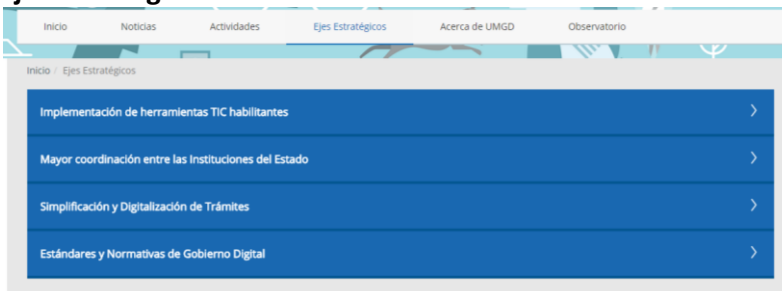 Inicio Noticias Actividades Ejes Estratégicos Acerca de UMGD Observatorio
Inicio / Ejes Estratégicos
Implementación de herramientas TIC habilitantes
Mayor coordinación entre las Instituciones del Estado
Simplificación y Digitalización de Trámites
Estándares y Normativas de Gobierno Digital